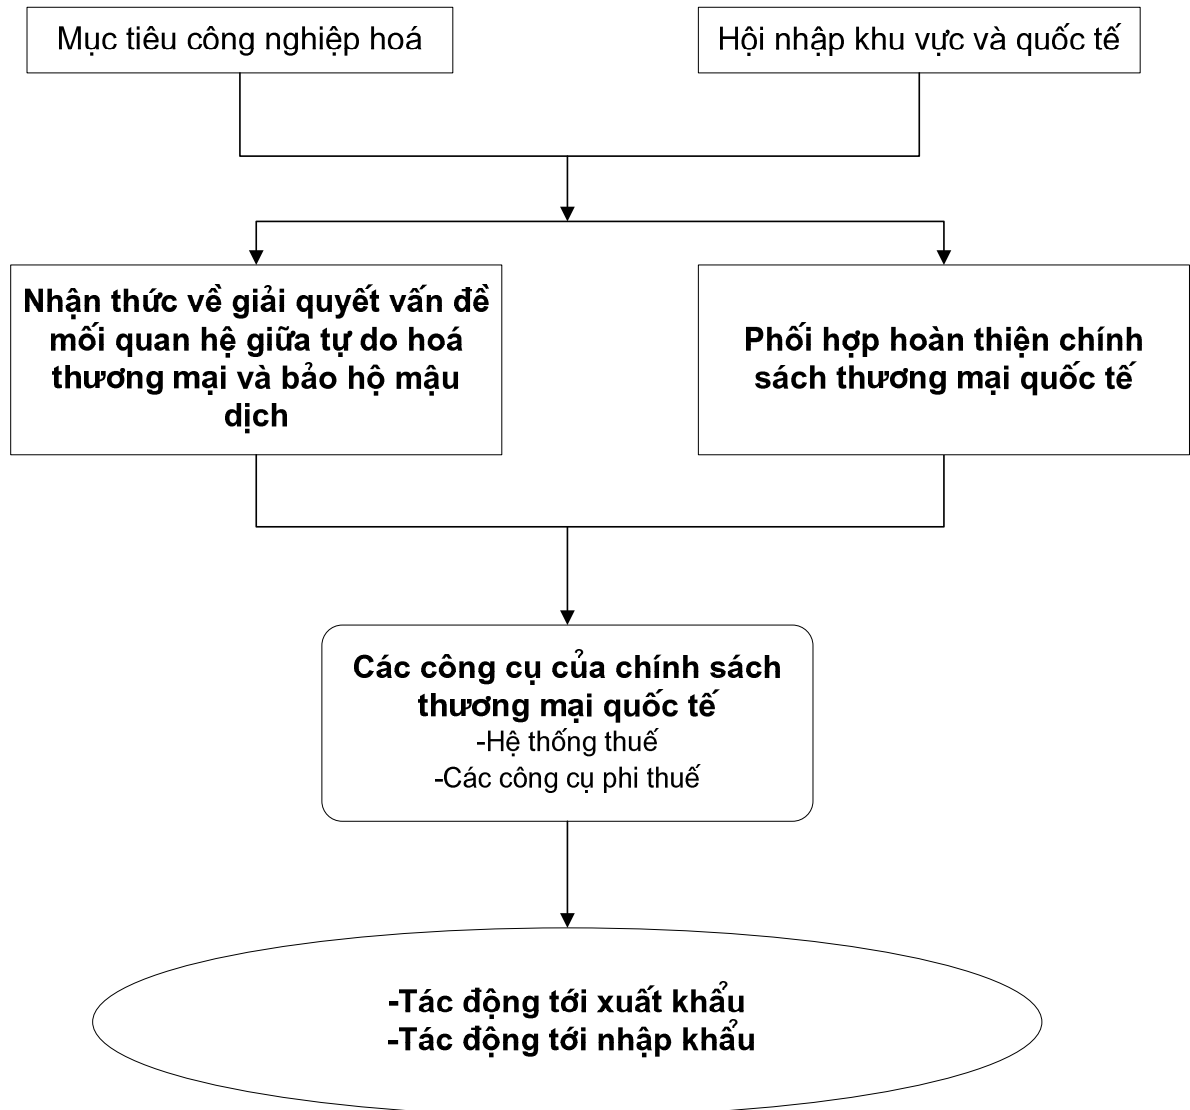 Mục tiêu công nghiệp hoá
Hội nhập khu vực và quốc tế
Nhận thức về giải quyết vấn đề
mối quan hệ giữa tự do hoá
thương mại và bảo hộ mậu
dịch
Phối hợp hoàn thiện chính
sách thương mại quốc tế
Các công cụ của chính sách
thương mại quốc tế
-Hệ thống thuế
-Các công cụ phi thuế
-Tác động tới xuất khẩu
-Tác động tới nhập khẩu